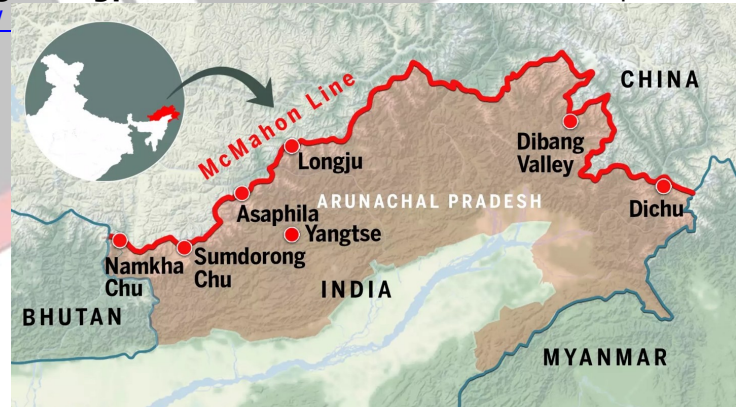 CHINA
McMahon Line
Dibang
Valley
Longju
ARUNACHAL PRADESH
Dichu
Asaphila
Yangtse
Namkha
Chu
Sumdorong
Chu
INDIA
BHUTAN
MYANMAR